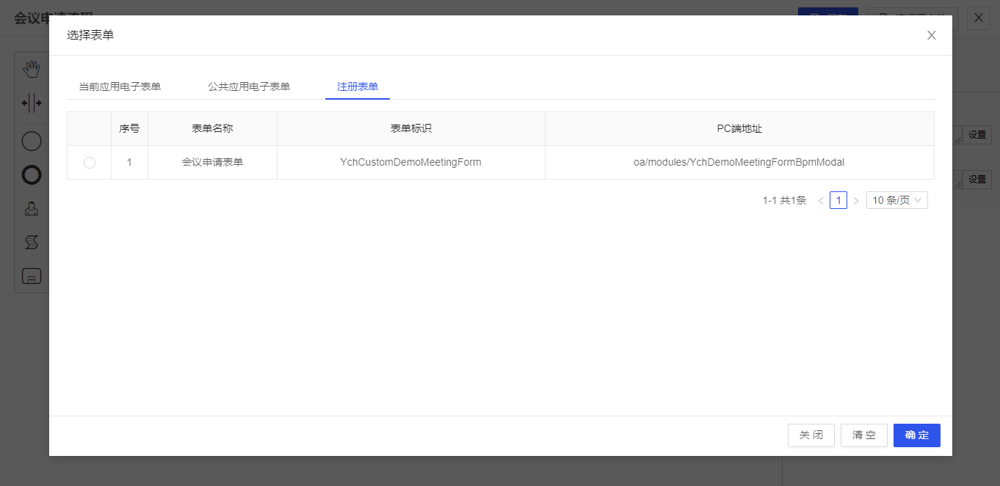 会议申请流程
选择表单
当前应用电子表单 公共应用电子表单 注册表单
序号 表单名称 表单标识 PC端地址
1 会议申请表单 YchCustomDemoMeetingForm oa/modules/YchDemoMeetingFormBpmModal
设置
设置
1-1 共1条 < 1 > 10 条/页
关 闭 清 空 确 定